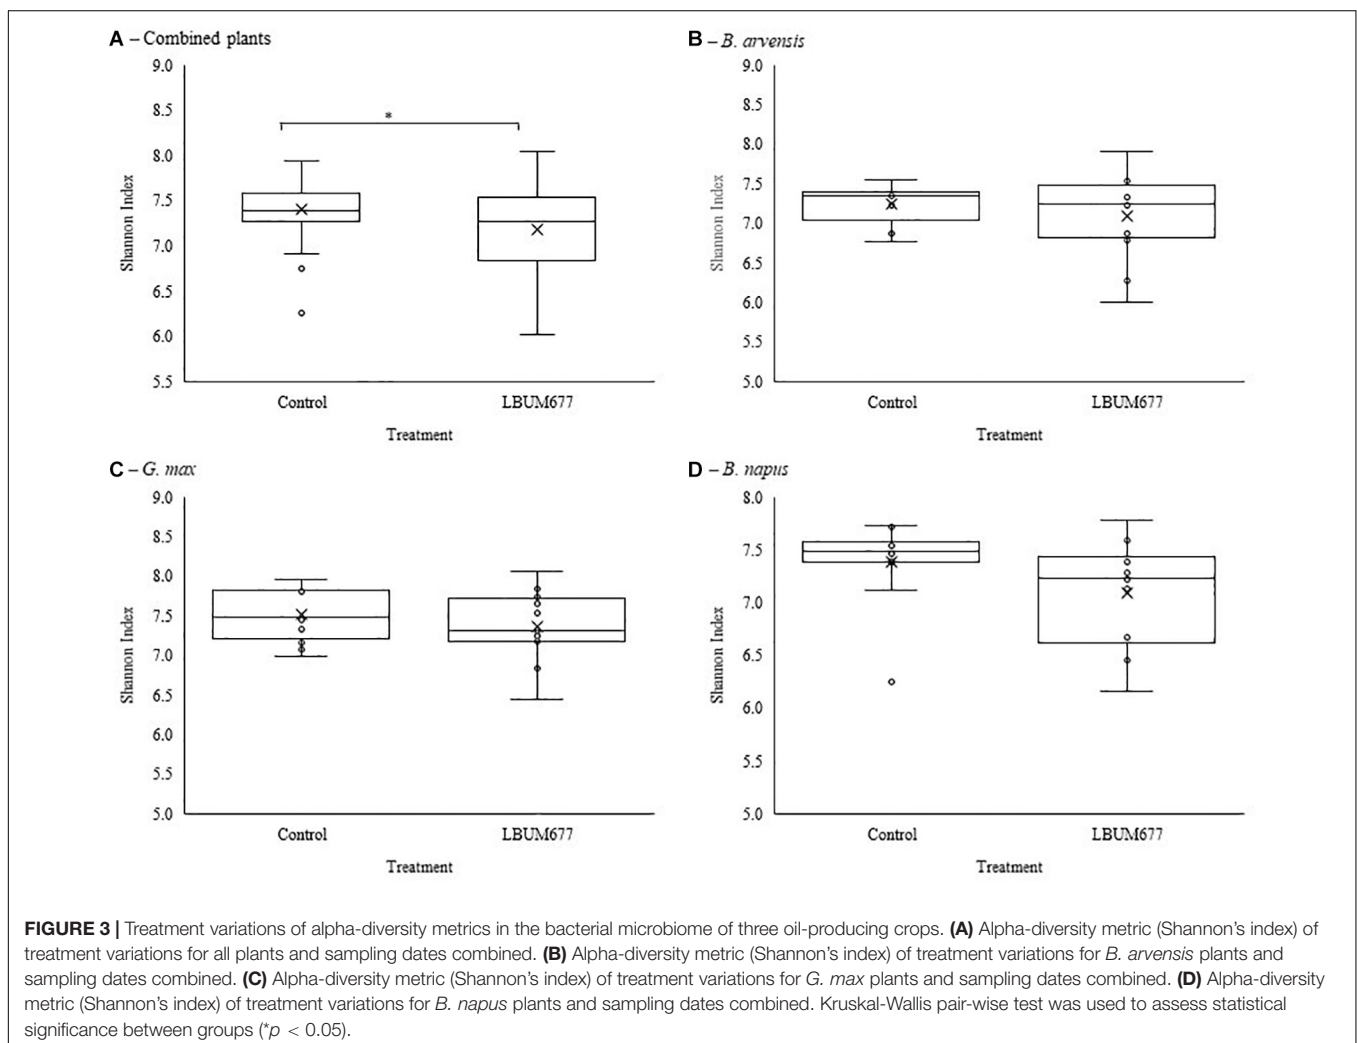 A – Combined plants
9.0
8.5
8.0
7.5
7.0
6.5
6.0
5.5
Shannon Index
*
Control
LBUM677
Treatment
B – B. arvensis
9.0
8.5
8.0
7.5
7.0
6.5
6.0
5.5
5.0
Shannon Index
Control
LBUM677
Treatment
C – G. max
9.0
8.5
8.0
7.5
7.0
6.5
6.0
5.5
5.0
Shannon Index
Control
LBUM677
Treatment
D – B. napus
8.0
7.5
7.0
6.5
6.0
5.5
5.0
Shannon Index
Control
LBUM677
Treatment
FIGURE 3 | Treatment variations of alpha-diversity metrics in the bacterial microbiome of three oil-producing crops. (A) Alpha-diversity metric (Shannon's index) of
treatment variations for all plants and sampling dates combined. (B) Alpha-diversity metric (Shannon's index) of treatment variations for B. arvensis plants and
sampling dates combined. (C) Alpha-diversity metric (Shannon's index) of treatment variations for G. max plants and sampling dates combined. (D) Alpha-diversity
metric (Shannon's index) of treatment variations for B. napus plants and sampling dates combined. Kruskal-Wallis pair-wise test was used to assess statistical
significance between groups (*p < 0.05).